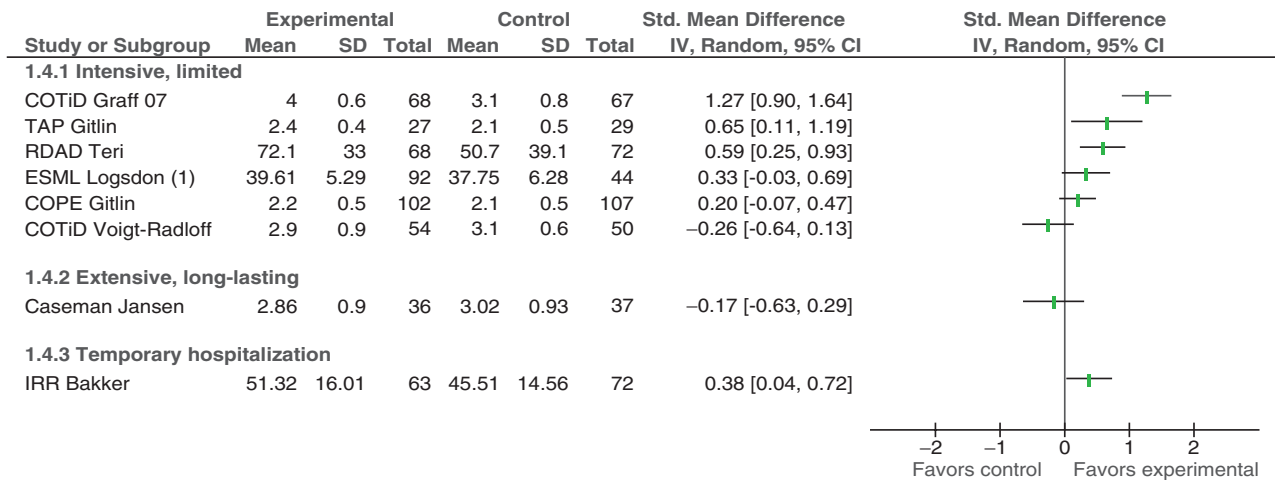 Experimental Control Std. Mean Difference Std. Mean Difference
Study or Subgroup Mean SD Total Mean SD Total IV, Random, 95% CI IV, Random, 95% CI
1.4.1 Intensive, limited
COTiD Graff 07 4 0.6 68 3.1 0.8 67 1.27 [0.90, 1.64]
TAP Gitlin 2.4 0.4 27 2.1 0.5 29 0.65 [0.11, 1.19]
RDAD Teri 72.1 33 68 50.7 39.1 72 0.59 [0.25, 0.93]
ESML Logsdon (1) 39.61 5.29 92 37.75 6.28 44 0.33 [-0.03, 0.69]
COPE Gitlin 2.2 0.5 102 2.1 0.5 107 0.20 [-0.07, 0.47]
COTiD Voigt-Radloff 2.9 0.9 54 3.1 0.6 50 −0.26 [-0.64, 0.13]
1.4.2 Extensive, long-lasting
Caseman Jansen 2.86 0.9 36 3.02 0.93 37 −0.17 [-0.63, 0.29]
1.4.3 Temporary hospitalization
IRR Bakker 51.32 16.01 63 45.51 14.56 72 0.38 [0.04, 0.72]
−2 −1 0 1 2
Favors control Favors experimental